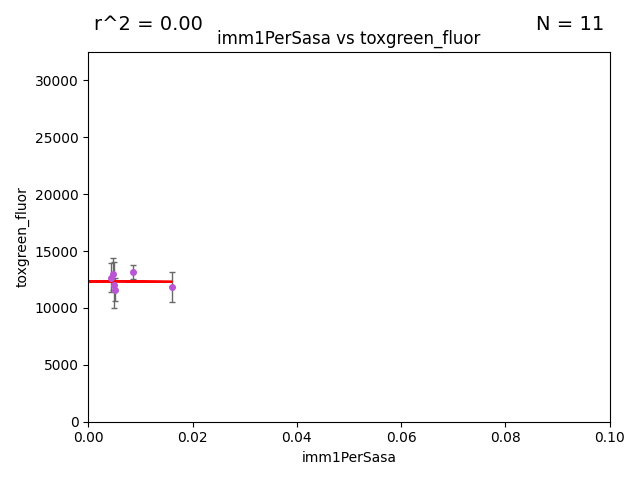 r^2 = 0.00
N = 11
imm1PerSasa vs toxgreen_fluor
30000
25000
20000
15000
10000
5000
0
toxgreen_fluor
0.00 0.02 0.04 0.06 0.08 0.10
imm1PerSasa